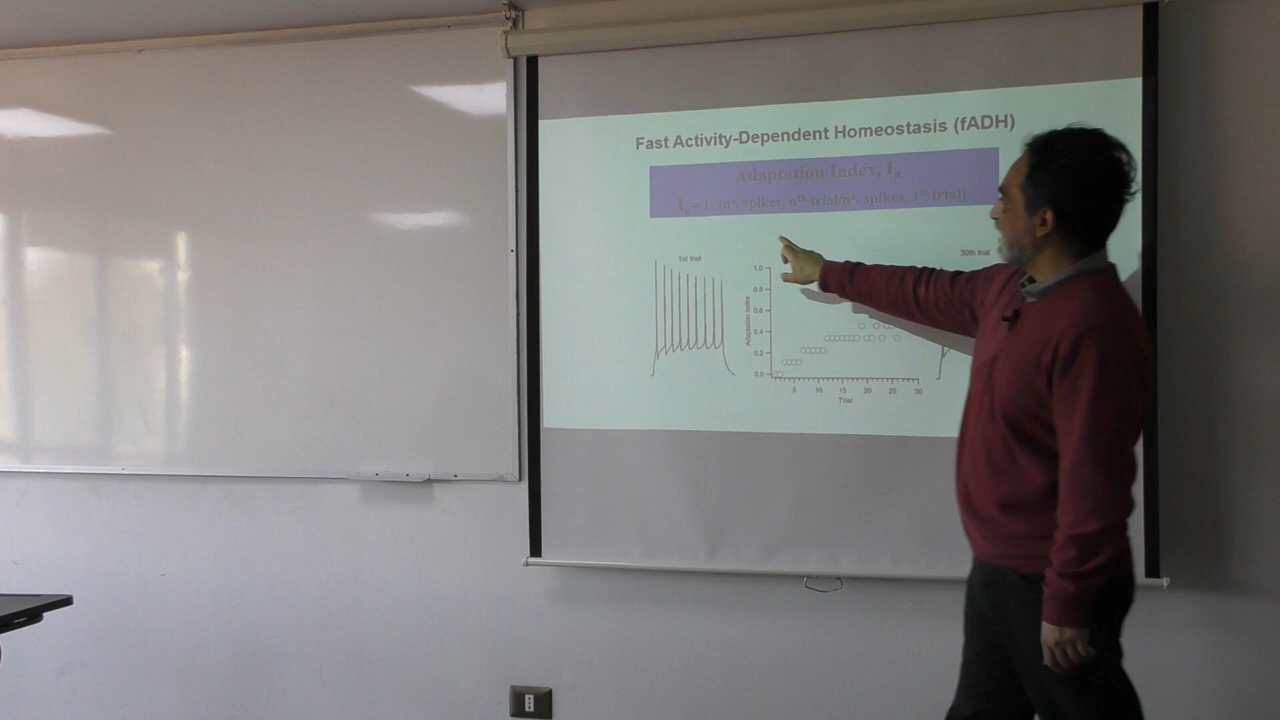 Fast Activity-Dependent Homeostasis (fADH)
Adaptation Index, Ia
Ia= 1- (nº. spikes, nth trial/nº. spikes, 1st trial)
1st trial
30th trial
Adaptation Index
1.0
0.8
0.6
0.4
0.2
0.0
5 10 15 20 25 30
Trial